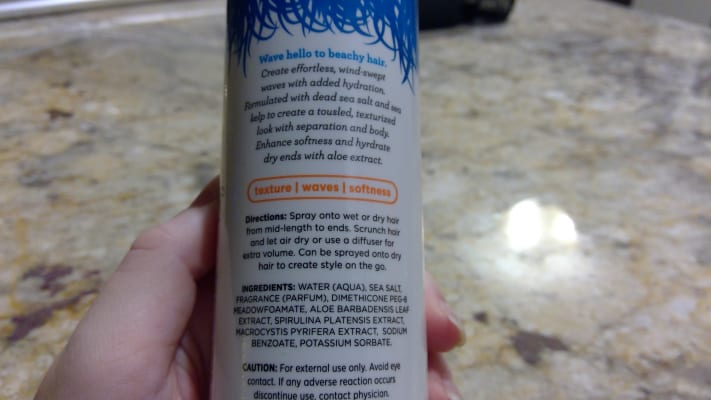 Wave hello to beachy hair.
Create effortless, wind-swept
waves with added hydration.
Formulated with dead sea salt and sea
kelp to create a tousled, texturized
look with separation and body.
Enhance softness and hyrdrate
dry ends with aloe extract.
texture | waves | softness
Directions: Spray onto wet or dry hair
from mid-length to ends. Scrunch hair
and let air dry or use a diffuser for
extra volume. Can be sprayed onto dry
hair to create style on the go.
INGREDIENTS: WATER (AQUA), SEA SALT,
FRAGRANCE (PARFUM), DIMETHICONE PEG-8
MEADOWFOAMATE, ALOE BARBADENSIS LEAF
EXTRACT, SPIRULINA PLATENSIS EXTRACT,
MACROCYSTIS PYRIFERA EXTRACT, SODIUM
BENZOATE, POTASSIUM SORBATE.
CAUTION: For external use only. Avoid eye
contact. If any adverse reaction occurs
discontinue use, contact physician.